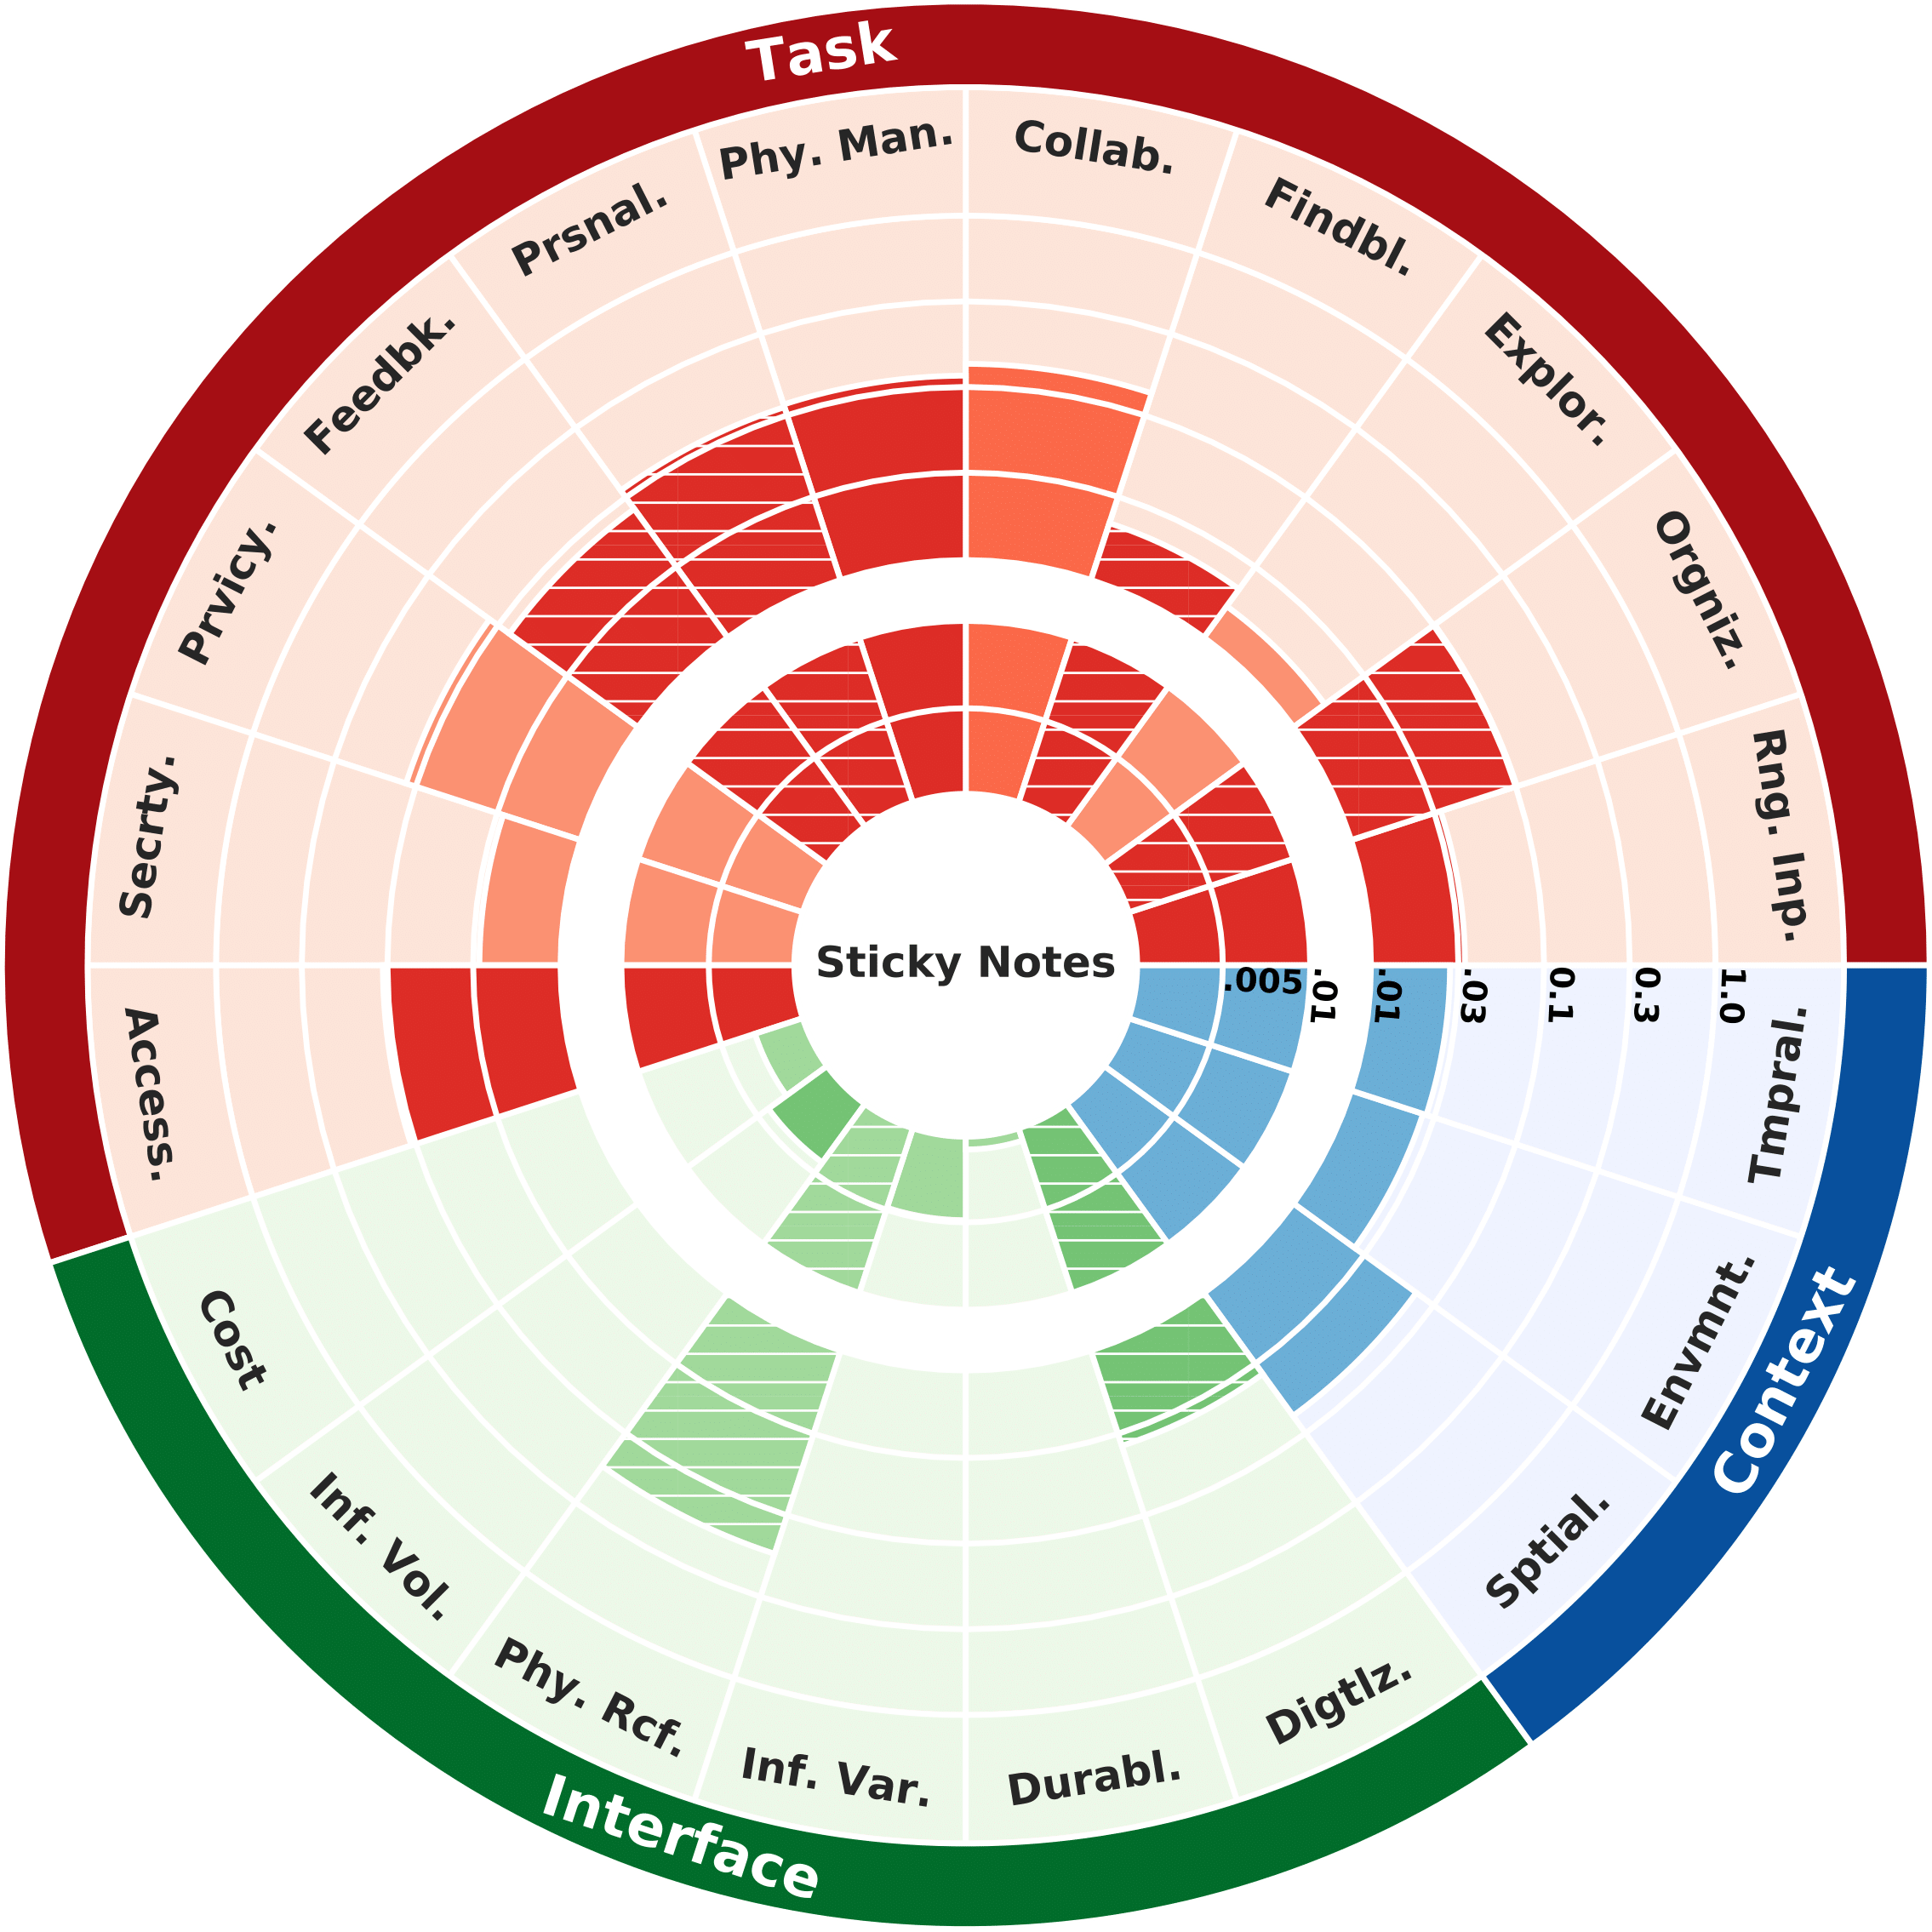 Task
Phy. Man.
Collab.
Findbl.
Explor.
Orgniz.
Rug. Inp.
Prsnal.
Feedbk.
Prvicy.
Secrty.
Access.
Sticky Notes
.005
.01
.01
.03
0.1
0.3
1.0
Tmpral.
Envmnt.
Sptial.
Context
Digtlz.
Durabl.
Inf. Var.
Phy. Rcf.
Inf. Vol.
Cost
Interface